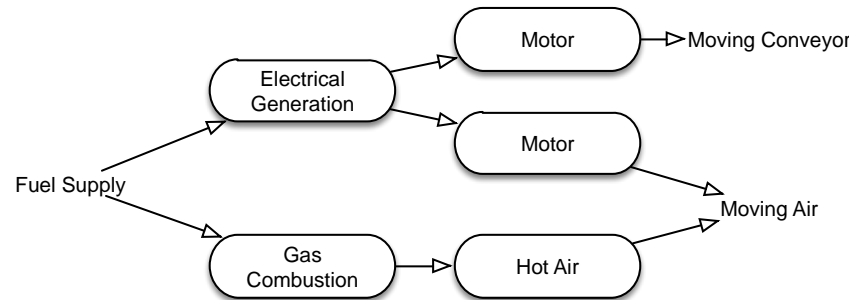 Motor
Moving Conveyor
Electrical
Generation
Motor
Fuel Supply
Moving Air
Gas
Combustion
Hot Air